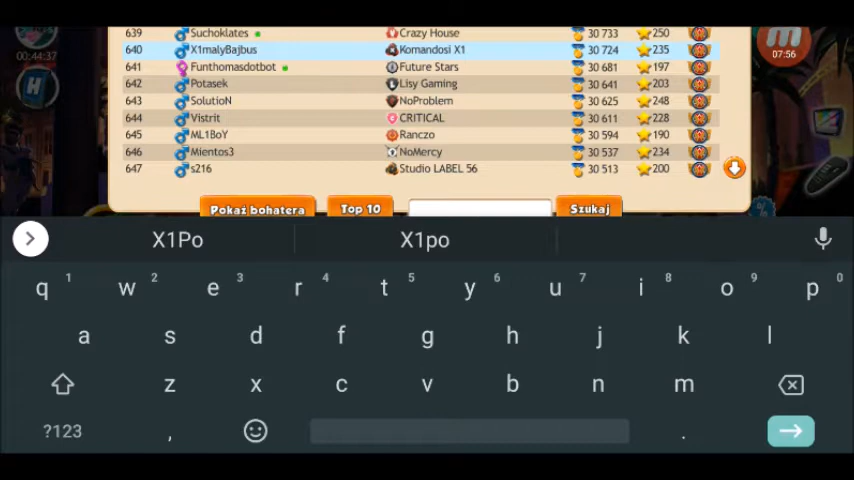 639 Suchoklates Crazy House 30 733 250
640 X1malyBajbus Komandosi X1 30 724 235
641 Funthomasdotbot Future Stars 30 681 197
642 Potasek Lisy Gaming 30 641 203
643 SolutioN NoProblem 30 625 248
644 Vistrit CRITICAL 30 611 228
645 ML1BoY Ranczo 30 594 190
646 Mientos3 NoMercy 30 537 234
647 s216 Studio LABEL 56 30 513 200
00:44:37
07:56
Pokaż bohatera Top 10 Szukaj
X1Po X1po
q 1 w 2 e 3 r 4 t 5 y 6 u 7 i 8 o 9 p 0
a s d f g h j k l
z x c v b n m
?123 , .